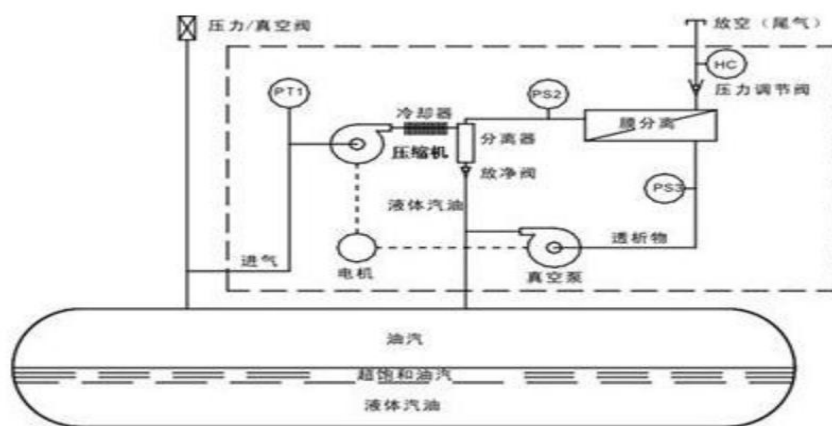 压力/真空阀
放空（尾气）
HC
压力调节阀
PT1
冷却器
PS2
膜分离
分离器
压缩机
放净阀
PS3
液体汽油
透析物
进气
电机
真空泵
油汽
超饱和油汽
液体汽油